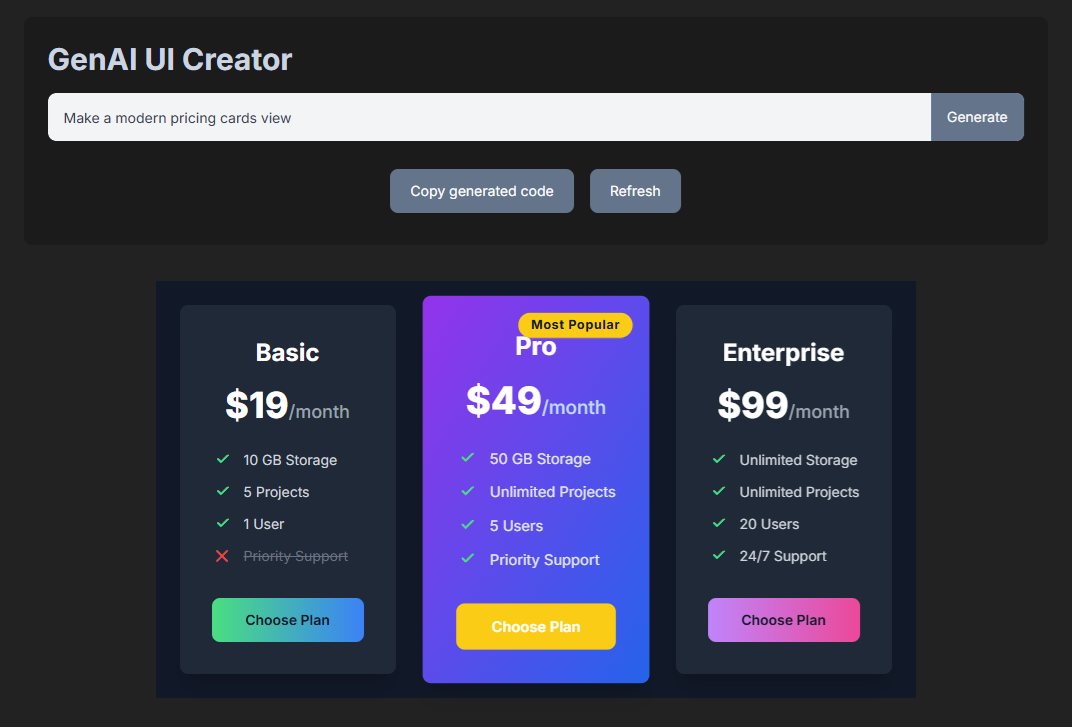 GenAI UI Creator
Make a modern pricing cards view
Generate
Copy generated code
Refresh
Basic
$19/month
10 GB Storage
5 Projects
1 User
Priority Support
Choose Plan
Most Popular
Pro
$49/month
50 GB Storage
Unlimited Projects
5 Users
Priority Support
Choose Plan
Enterprise
$99/month
Unlimited Storage
Unlimited Projects
20 Users
24/7 Support
Choose Plan